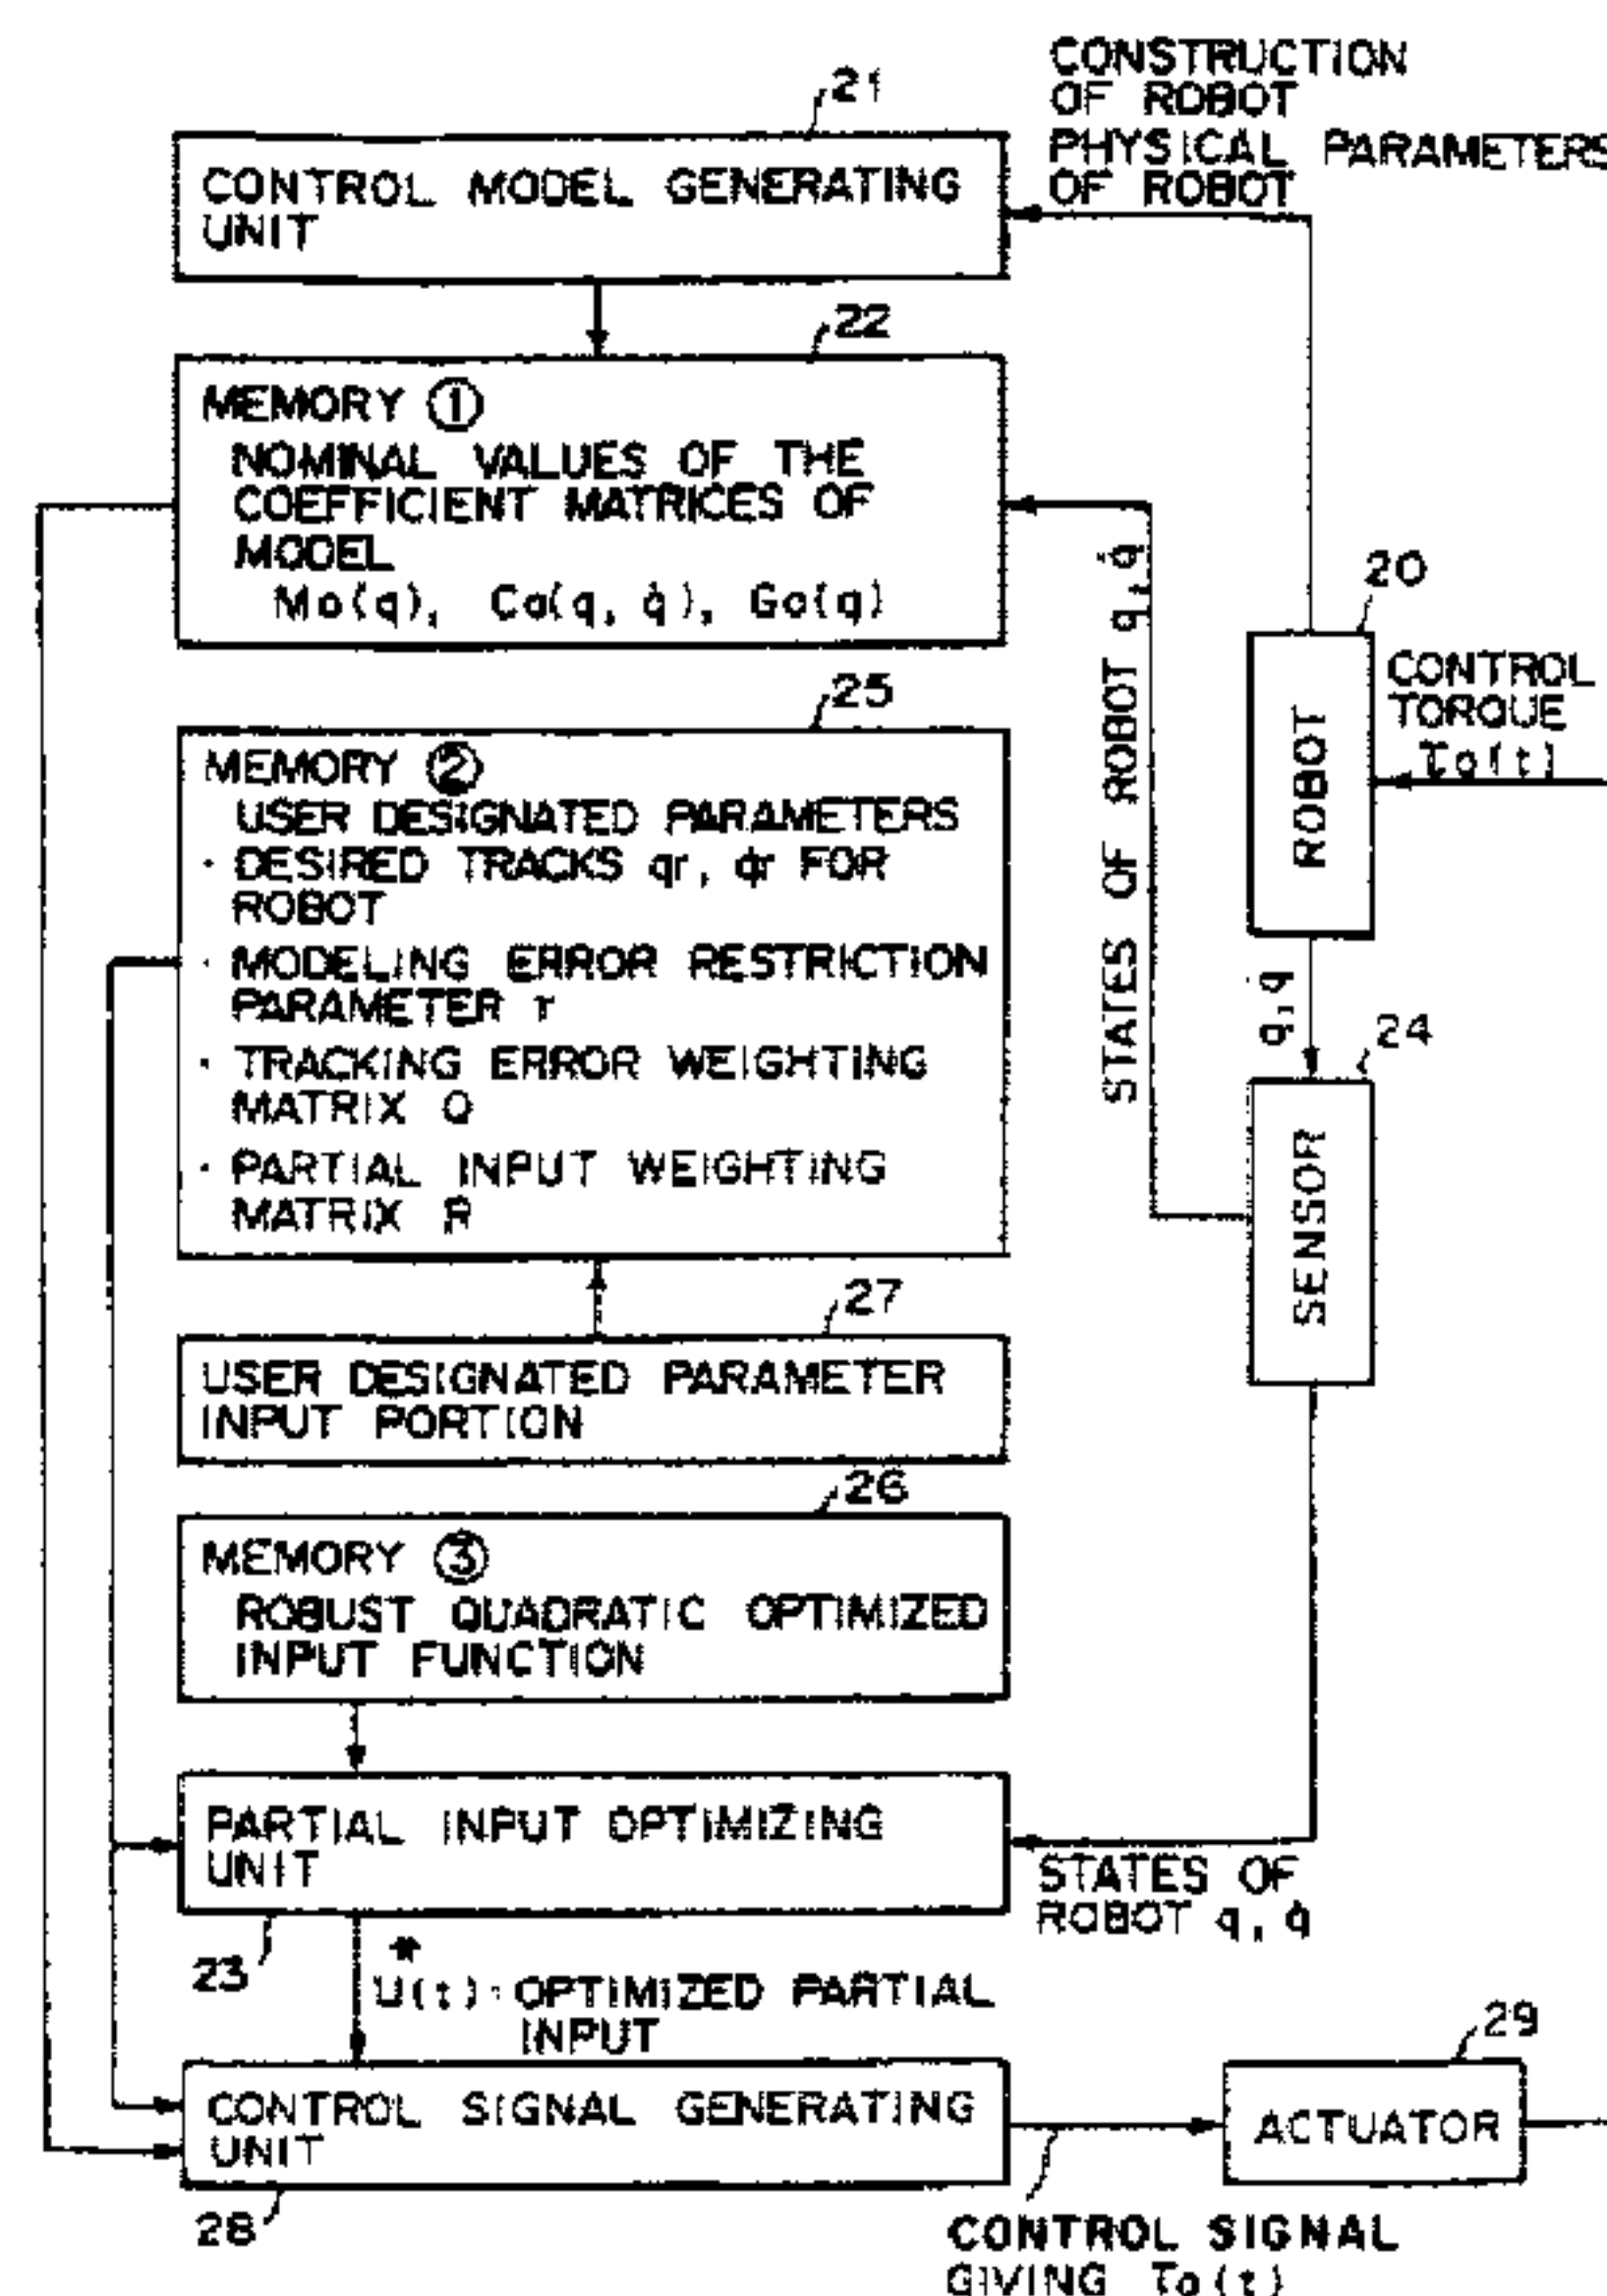 CONSTRUCTION
OF ROBOT
PHYSICAL PARAMETERS
OF ROBOT
21
CONTROL MODEL GENERATING
UNIT
22
MEMORY ①
NOMINAL VALUES OF THE
COEFFICIENT MATRICES OF
MODEL
Mo(q), Co(q, q̇), Go(q)
STATES OF ROBOT q, q̇
20
ROBOT
CONTROL
TORQUE
To(t)
q, q̇
24
SENSOR
25
MEMORY ②
USER DESIGNATED PARAMETERS
· DESIRED TRACKS qr, q̇r FOR
ROBOT
· MODELING ERROR RESTRICTION
PARAMETER r
· TRACKING ERROR WEIGHTING
MATRIX Q
· PARTIAL INPUT WEIGHTING
MATRIX R
27
USER DESIGNATED PARAMETER
INPUT PORTION
26
MEMORY ③
ROBUST QUADRATIC OPTIMIZED
INPUT FUNCTION
PARTIAL INPUT OPTIMIZING
UNIT
23
STATES OF
ROBOT q, q̇
*
U(t): OPTIMIZED PARTIAL
INPUT
CONTROL SIGNAL GENERATING
UNIT
28
29
ACTUATOR
CONTROL SIGNAL
GIVING To(t)